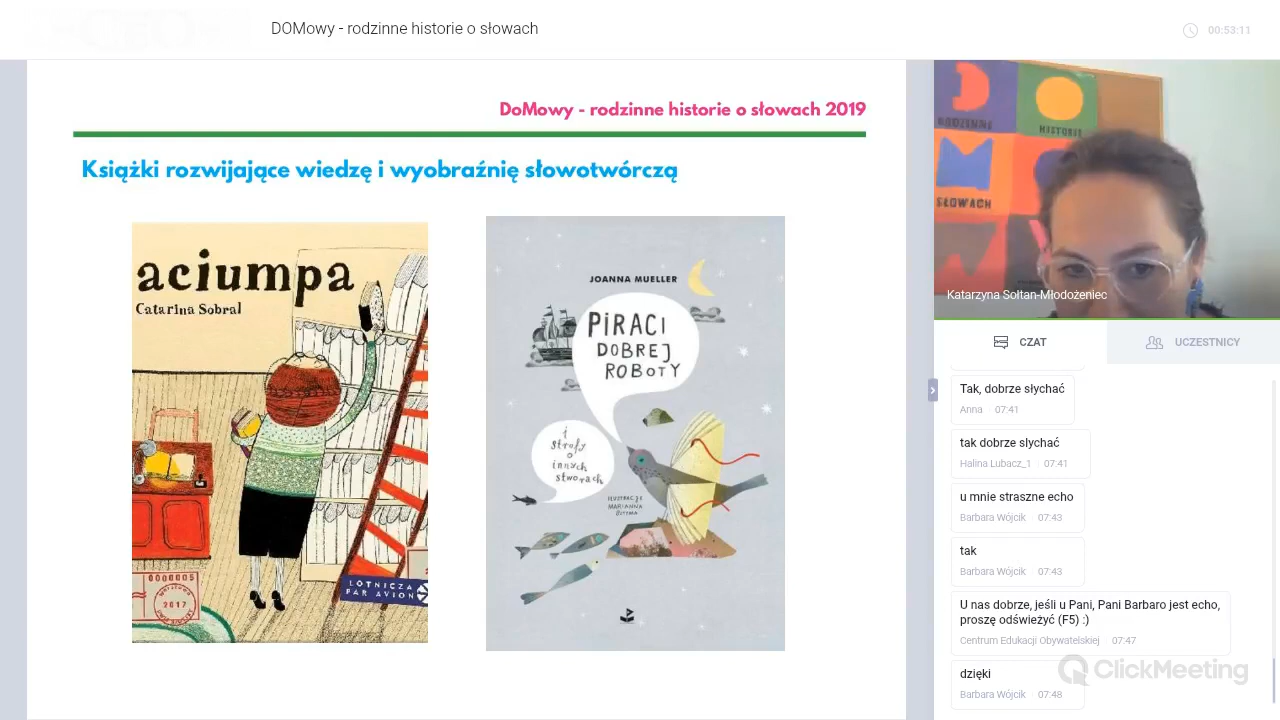 DOMowy - rodzinne historie o słowach
00:53:11
DoMowy - rodzinne historie o słowach 2019
Książki rozwijające wiedzę i wyobraźnię słowotwórczą
aciumpa
Catarina Sobral
0000005
2017
LOTNICZA
PAR AVION
JOANNA MUELLER
PIRACI
DOBREJ
ROBOTY
i
strofy
o
innych
stworach
ILUSTRACJE
MARIANNA
RODZINNE
HISTORIE
SŁOWACH
Katarzyna Sołtan-Młodożeniec
CZAT
UCZESTNICY
Tak, dobrze słychać
Anna 07:41
tak dobrze slychać
Halina Lubacz_1 07:41
u mnie straszne echo
Barbara Wójcik 07:43
tak
Barbara Wójcik 07:43
U nas dobrze, jeśli u Pani, Pani Barbaro jest echo,
proszę odświeżyć (F5) :)
Centrum Edukacji Obywatelskiej 07:47
dzięki
Barbara Wójcik 07:48
ClickMeeting